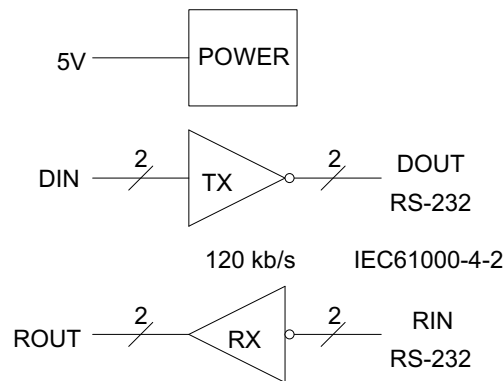 5V POWER
2 2
DIN TX DOUT
RS-232
120 kb/s IEC61000-4-2
2 2
ROUT RX RIN
RS-232